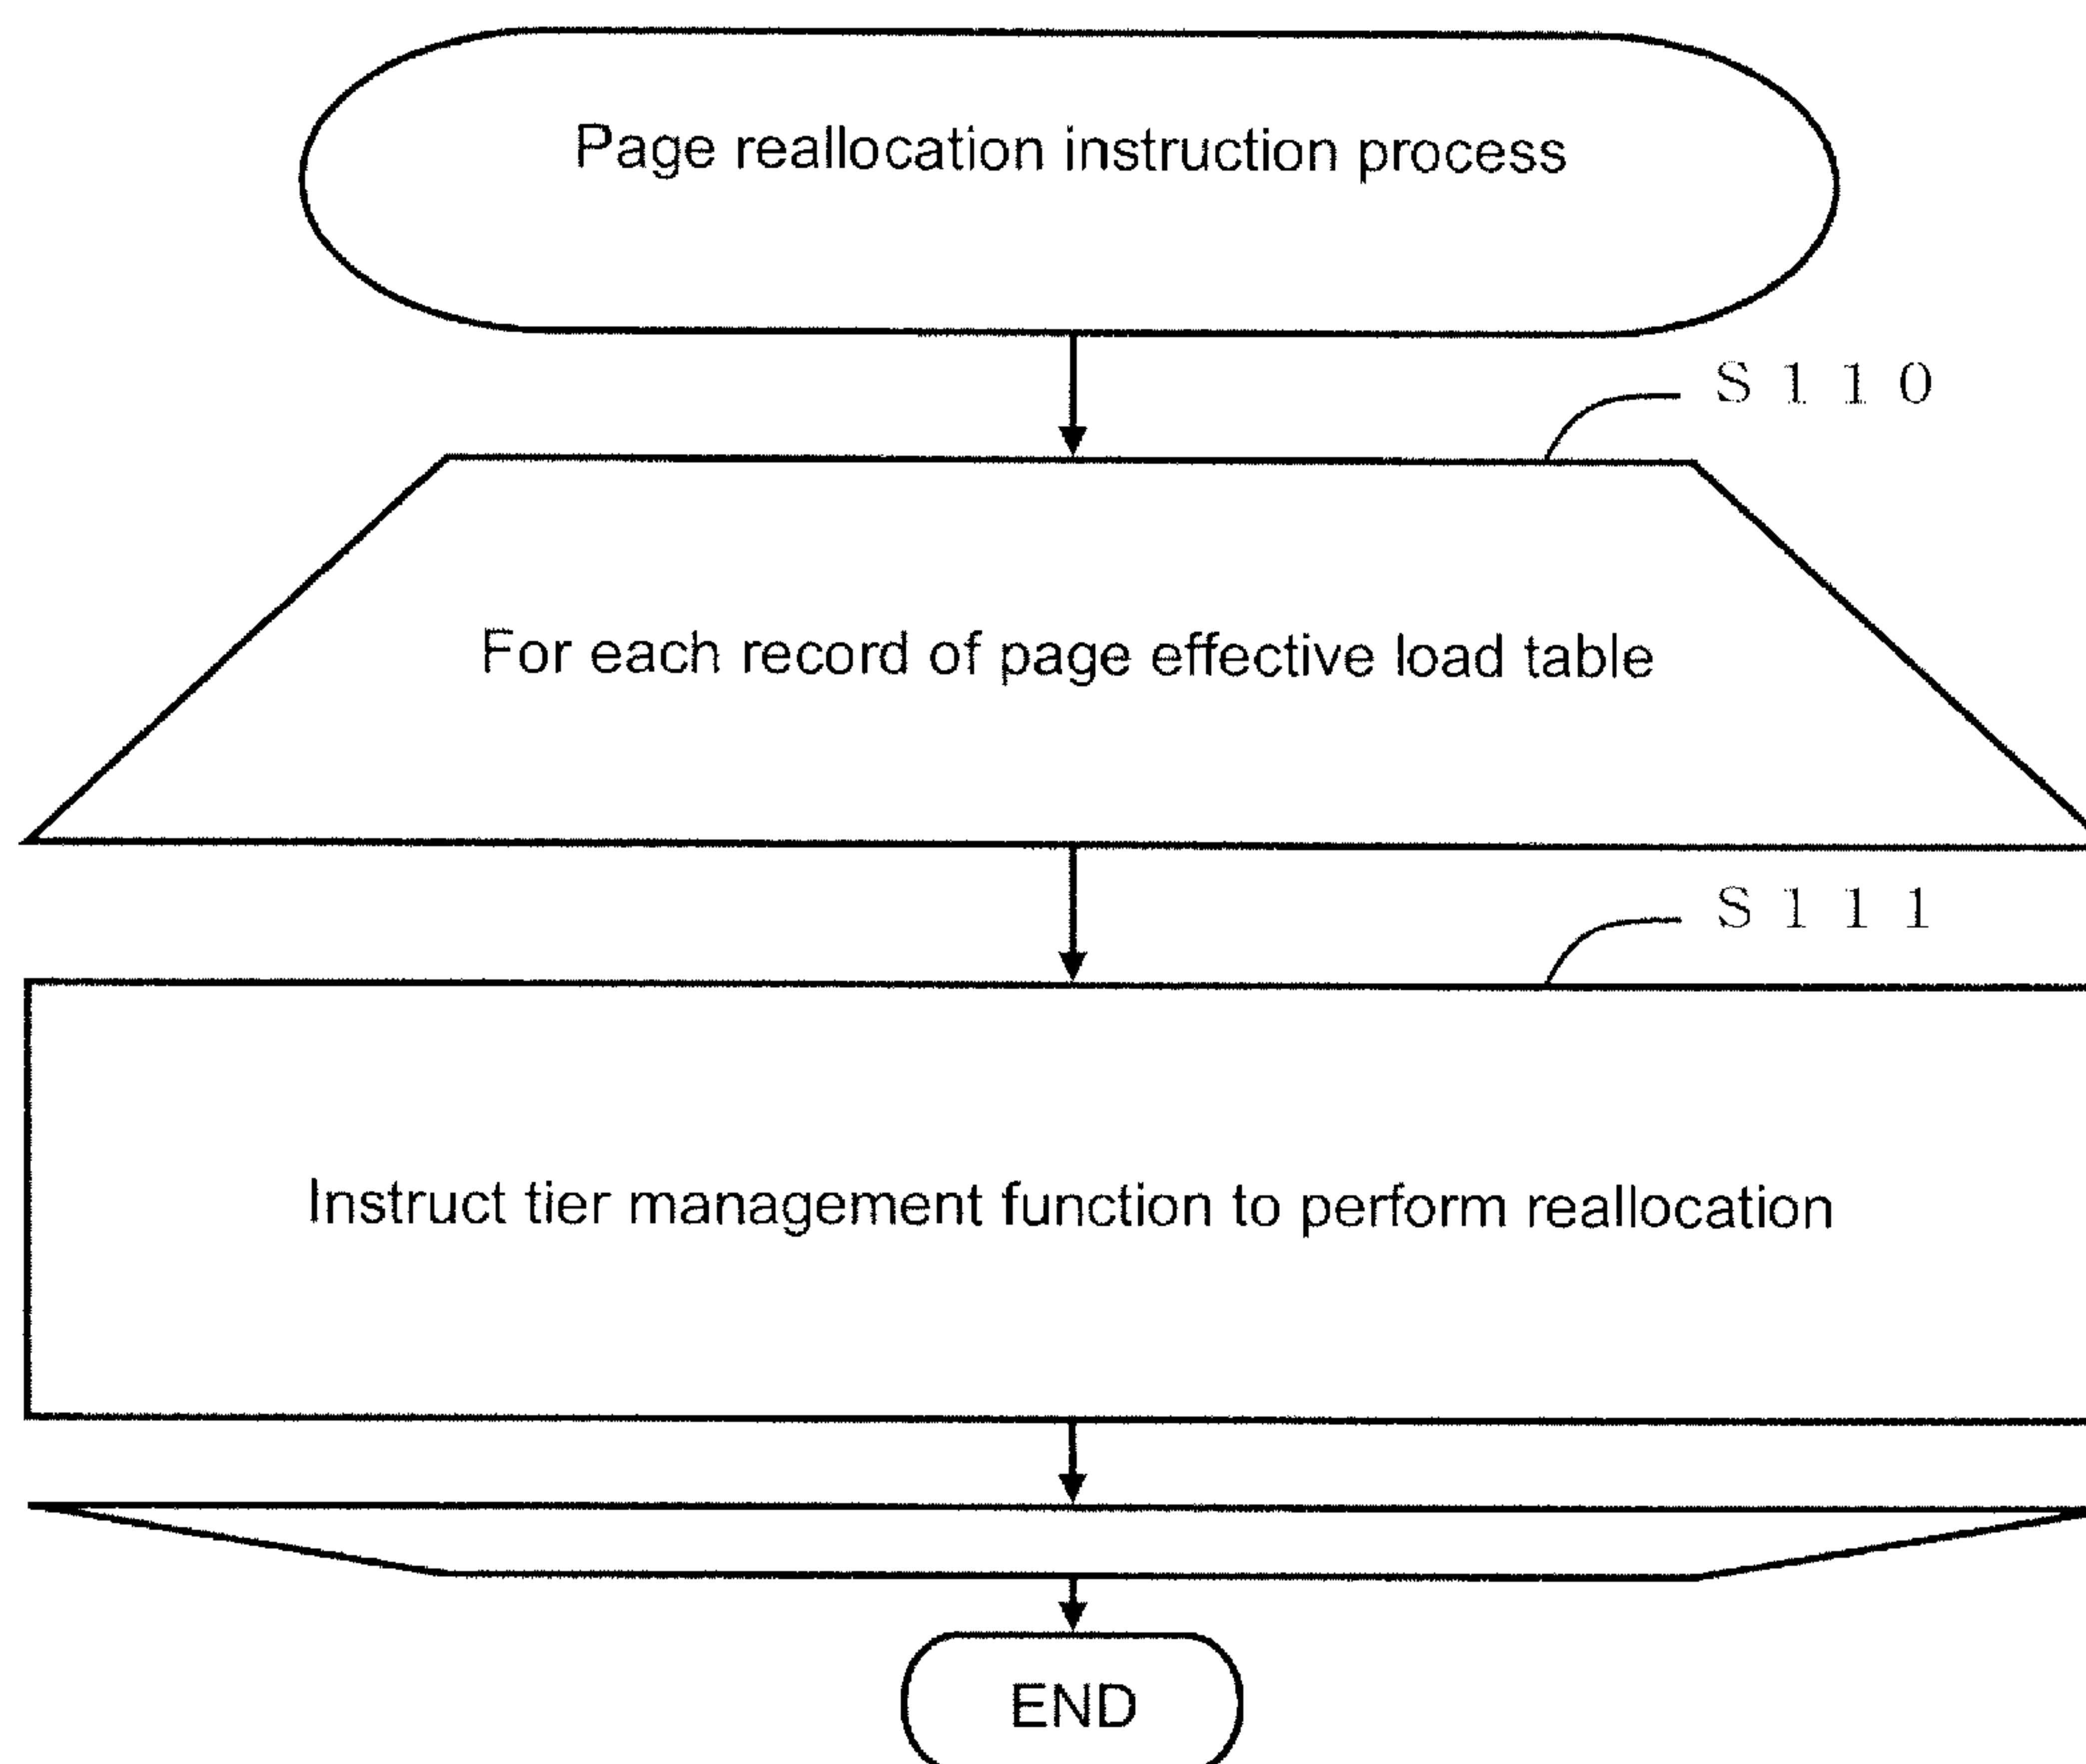 Page reallocation instruction process
S110
For each record of page effective load table
S111
Instruct tier management function to perform reallocation
END